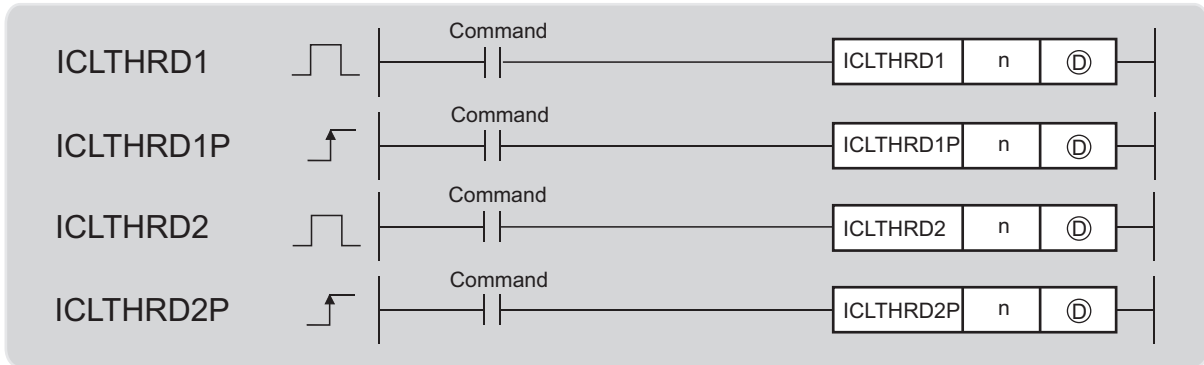 Command
ICLTHRD1 ICLTHRD1 n Ⓓ
Command
ICLTHRD1P ICLTHRD1P n Ⓓ
Command
ICLTHRD2 ICLTHRD2 n Ⓓ
Command
ICLTHRD2P ICLTHRD2P n Ⓓ